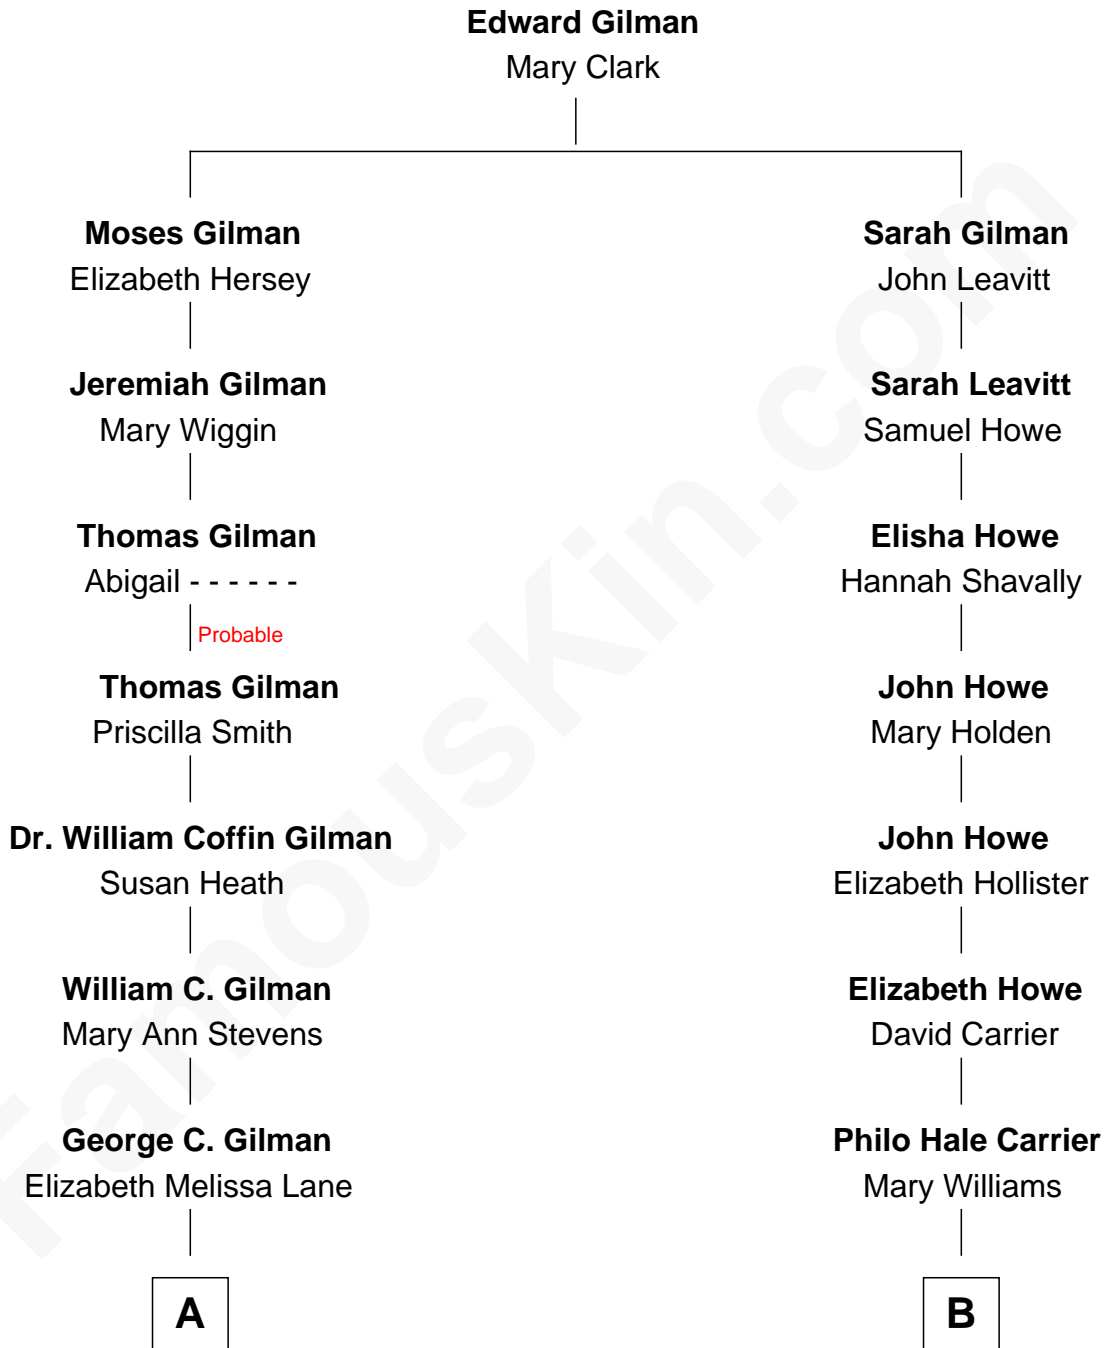 Edward Gilman
Mary Clark
Moses Gilman
Elizabeth Hersey
Jeremiah Gilman
Mary Wiggin
Thomas Gilman
Abigail - - - - - -
Probable
Thomas Gilman
Priscilla Smith
Dr. William Coffin Gilman
Susan Heath
William C. Gilman
Mary Ann Stevens
George C. Gilman
Elizabeth Melissa Lane
A
Sarah Gilman
John Leavitt
Sarah Leavitt
Samuel Howe
Elisha Howe
Hannah Shavally
John Howe
Mary Holden
John Howe
Elizabeth Hollister
Elizabeth Howe
David Carrier
Philo Hale Carrier
Mary Williams
B
FamousKin.com